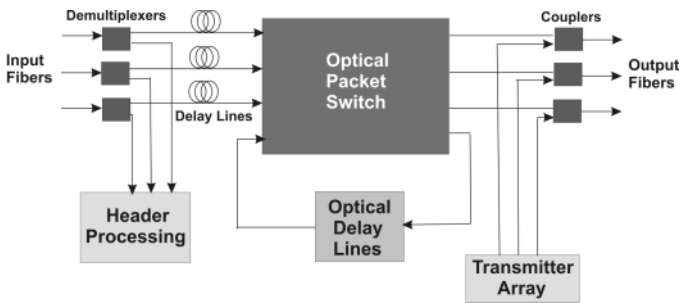 Demultiplexers
Couplers
Input
Fibers
Optical
Packet
Switch
Output
Fibers
Delay Lines
Header
Processing
Optical
Delay
Lines
Transmitter
Array